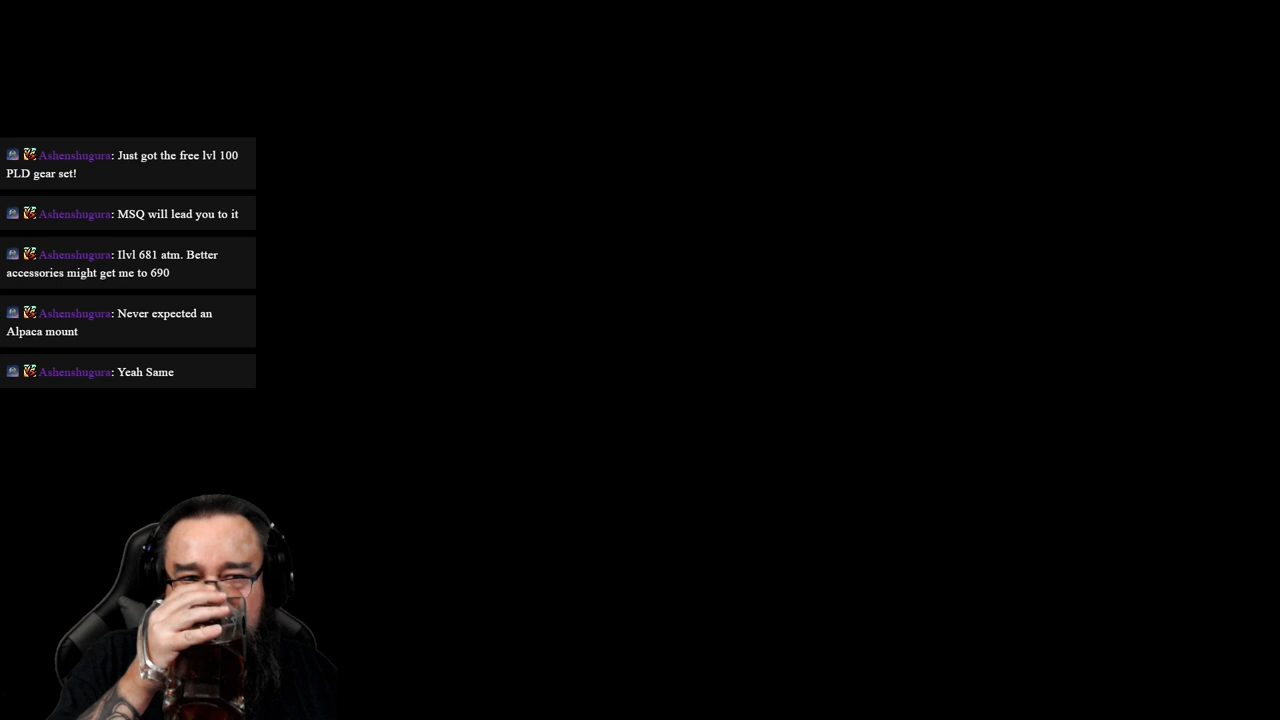 Ashenshugura: Just got the free lvl 100
PLD gear set!
Ashenshugura: MSQ will lead you to it
Ashenshugura: Ilvl 681 atm. Better
accessories might get me to 690
Ashenshugura: Never expected an
Alpaca mount
Ashenshugura: Yeah Same